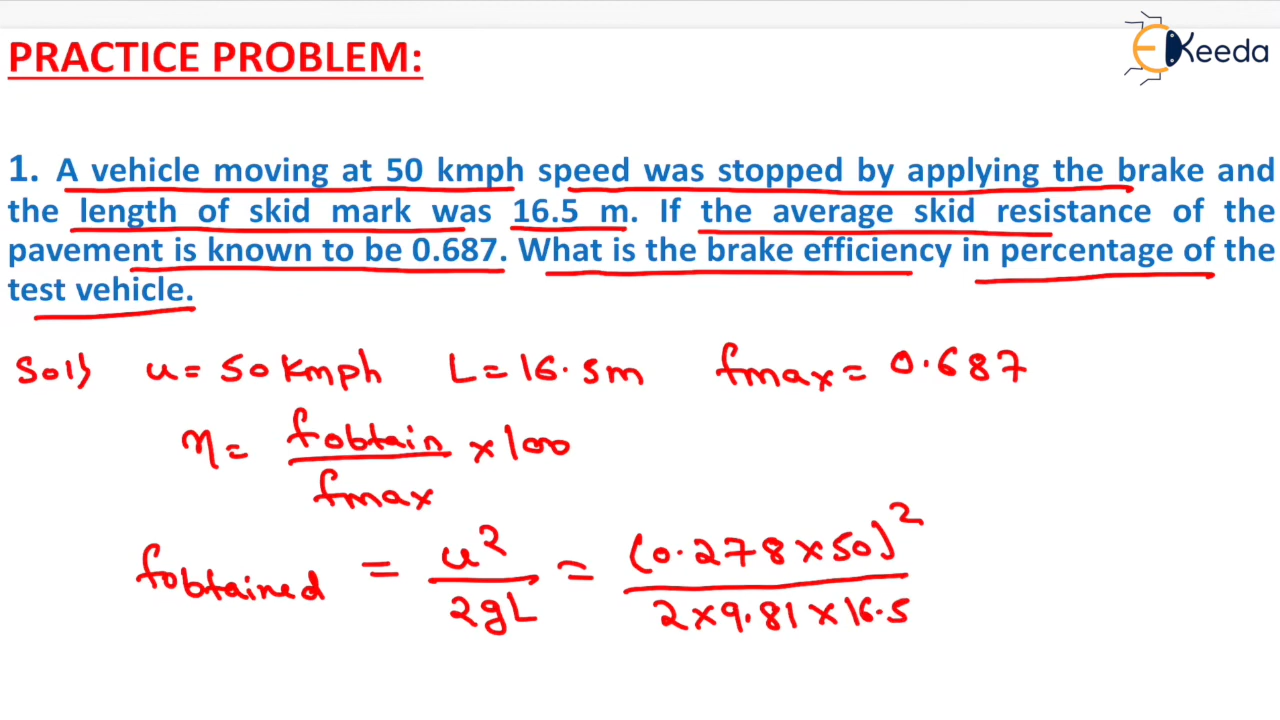 PRACTICE PROBLEM:
EKeeda
1. A vehicle moving at 50 kmph speed was stopped by applying the brake and
the length of skid mark was 16.5 m. If the average skid resistance of the
pavement is known to be 0.687. What is the brake efficiency in percentage of the
test vehicle.
Sol) u = 50 Kmph L = 16.5m fmax = 0.687
η = fobtain / fmax × 100
fobtained = u² / 2gL = (0.278 × 50)² / 2 × 9.81 × 16.5